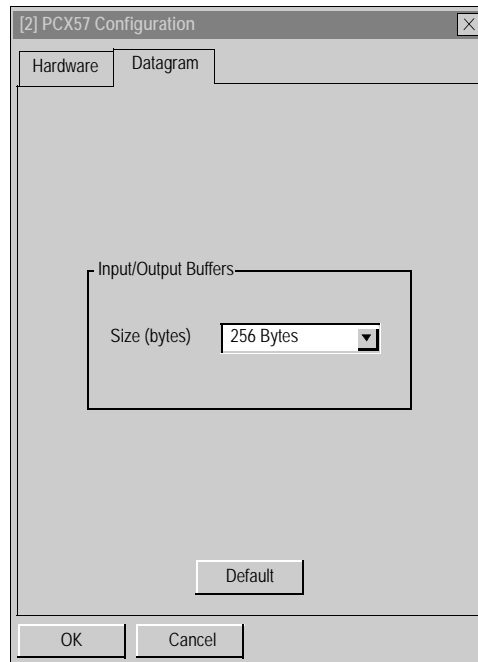 [2] PCX57 Configuration
Hardware
Datagram
Input/Output Buffers
Size (bytes) 256 Bytes
Default
OK Cancel